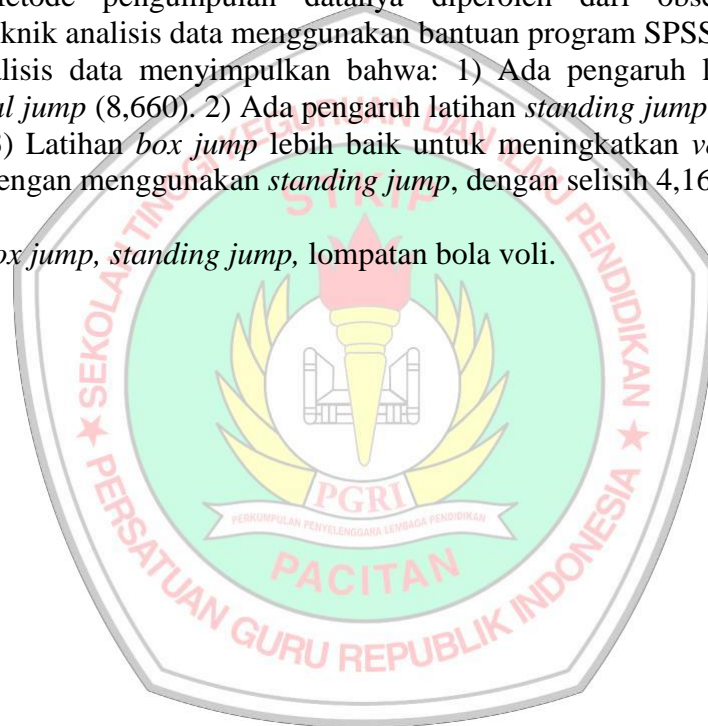 metode pengumpulan datanya diperoleh dari
knik analisis data menggunakan bantuan program SPSS
alisis data menyimpulkan bahwa: 1) Ada pengaruh
al jump (8,660). 2) Ada pengaruh latihan standing jump
) Latihan box jump lebih baik untuk meningkatkan
engan menggunakan standing jump, dengan selisih 4,16
ox jump, standing jump, lompatan bola voli.
SEKOLAH TINGGI KEGURUAN DAN ILMU PENDIDIKAN
STKIP
PGRI
PERKUMPULAN PENYELENGGARA LEMBAGA PENDIDIKAN
PACITAN
★ PERSATUAN GURU REPUBLIK INDONESIA ★